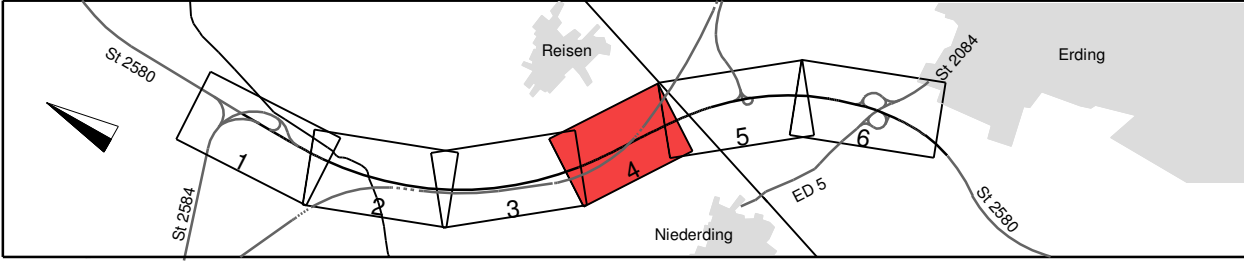 St 2580
St 2584
1
2
3
Reisen
4
Niederding
5
ED 5
6
St 2084
Erding
St 2580